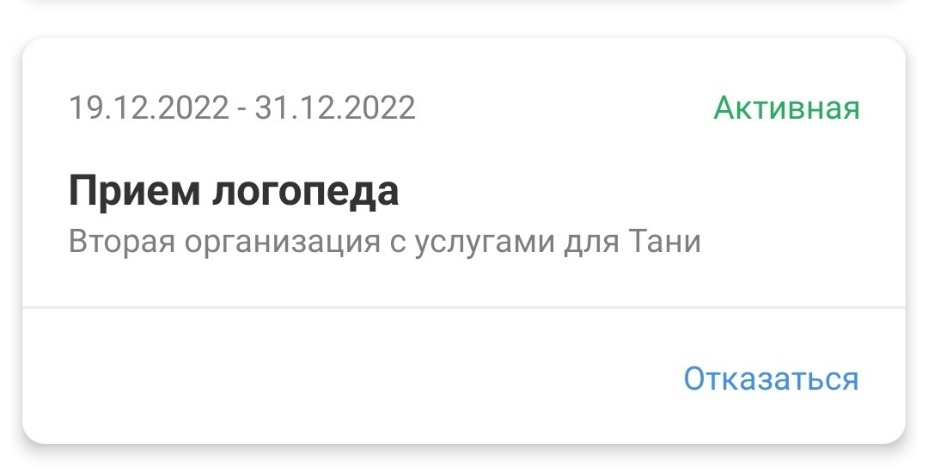 19.12.2022 - 31.12.2022
Активная
Прием логопеда
Вторая организация с услугами для Тани
Отказаться